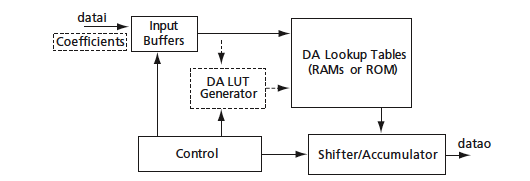 datai
Coefficients
Input
Buffers
DA LUT
Generator
DA Lookup Tables
(RAMs or ROM)
Control
Shifter/Accumulator
datao